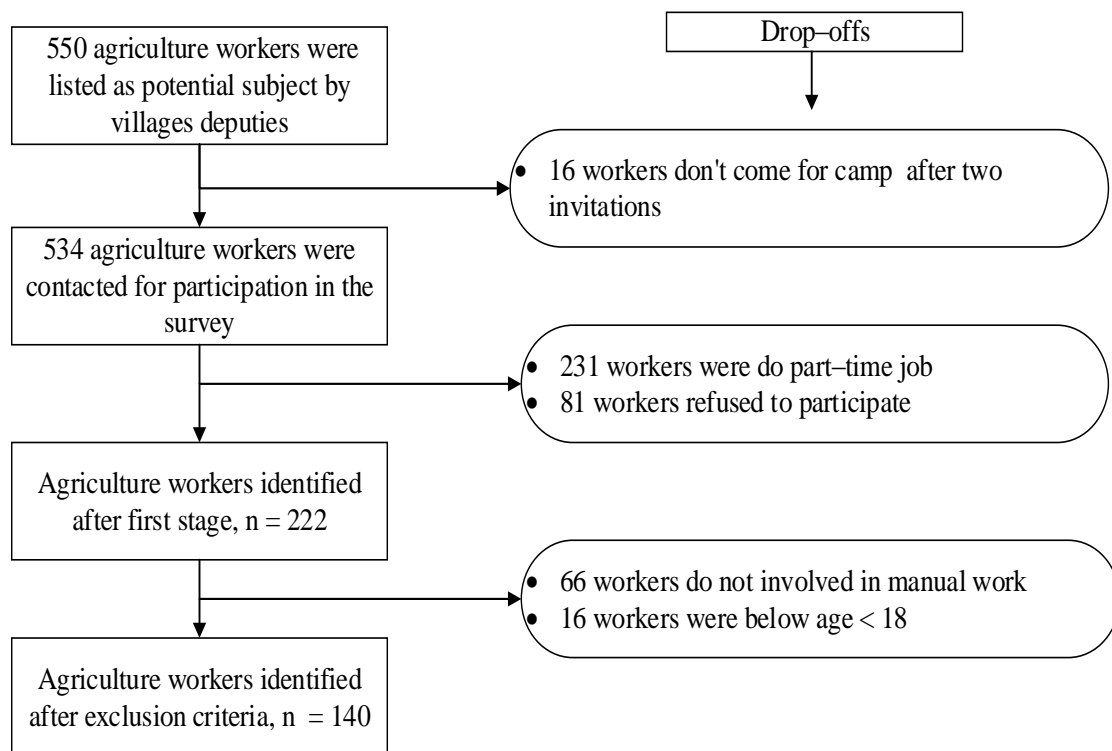 550 agriculture workers were
listed as potential subject by
villages deputies
Drop–offs
• 16 workers don't come for camp after two
invitations
534 agriculture workers were
contacted for participation in the
survey
• 231 workers were do part–time job
• 81 workers refused to participate
Agriculture workers identified
after first stage, n = 222
• 66 workers do not involved in manual work
• 16 workers were below age < 18
Agriculture workers identified
after exclusion criteria, n = 140